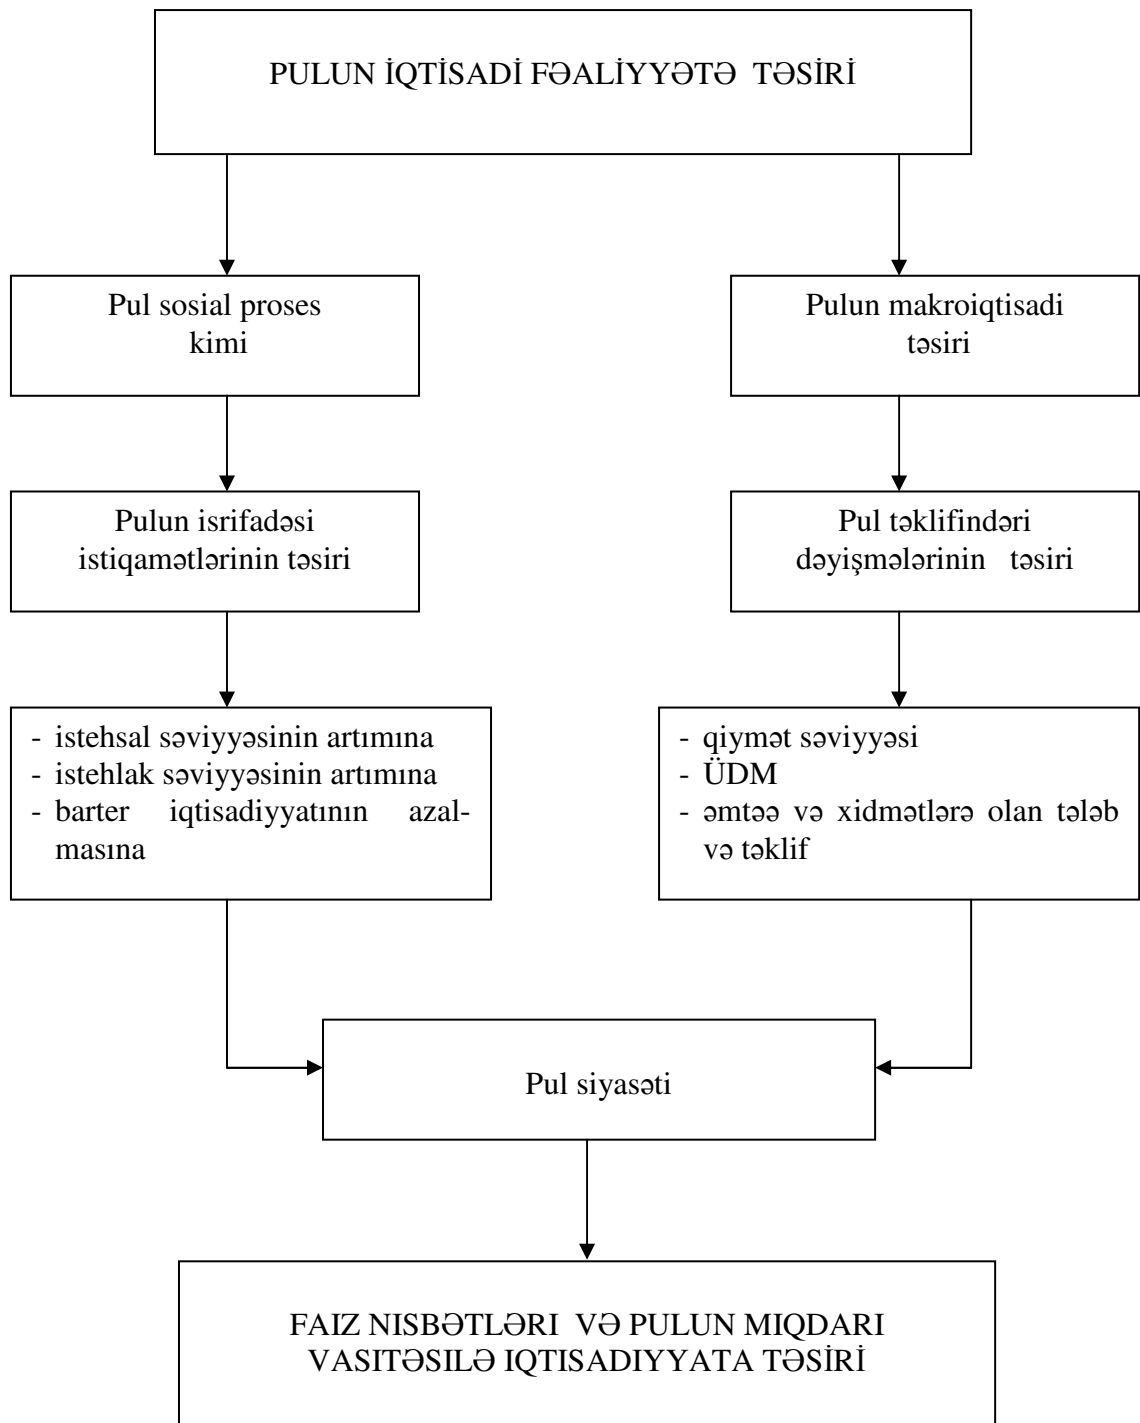 PULUN İQTİSADİ FƏALİYYƏTƏ TƏSİRİ
Pul sosial proses
kimi
Pulun makroiqtisadi
təsiri
Pulun isrifadəsi
istiqamətlərinin təsiri
Pul təklifindəri
dəyişmələrinin təsiri
- istehsal səviyyəsinin artımına
- istehlak səviyyəsinin artımına
- barter iqtisadiyyatının azal-
masına
- qiymət səviyyəsi
- ÜDM
- əmtəə və xidmətlərə olan tələb
və təklif
Pul siyasəti
FAIZ NISBƏTLƏRI VƏ PULUN MIQDARI
VASITƏSILƏ IQTISADIYYATA TƏSİRİ